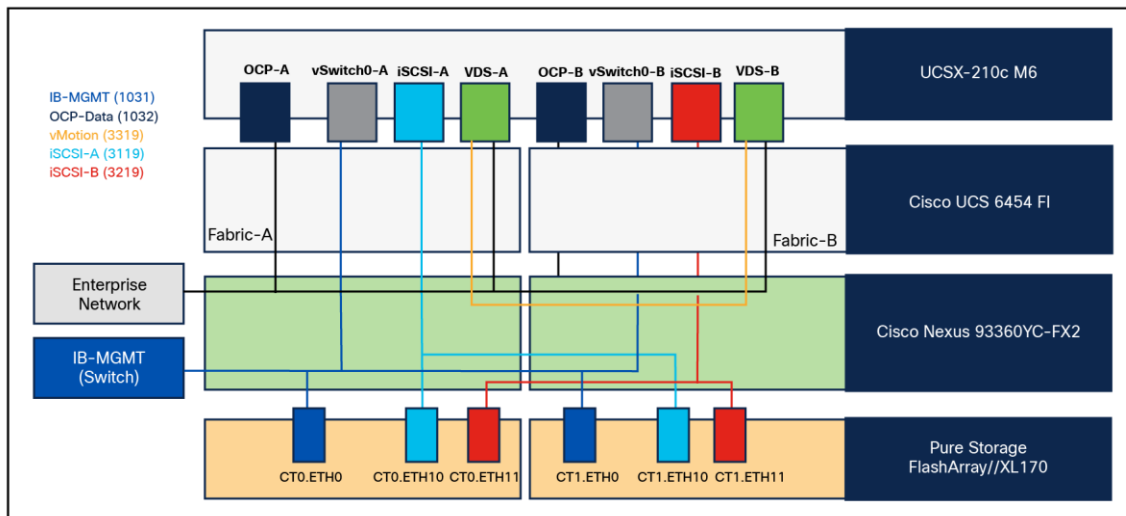 OCP-A vSwitch0-A iSCSI-A VDS-A OCP-B vSwitch0-B iSCSI-B VDS-B
UCSX-210c M6
IB-MGMT (1031)
OCP-Data (1032)
vMotion (3319)
iSCSI-A (3119)
iSCSI-B (3219)
Cisco UCS 6454 FI
Fabric-A
Fabric-B
Enterprise
Network
Cisco Nexus 93360YC-FX2
IB-MGMT
(Switch)
Pure Storage
FlashArray//XL170
CT0.ETH0 CT0.ETH10 CT0.ETH11 CT1.ETH0 CT1.ETH10 CT1.ETH11